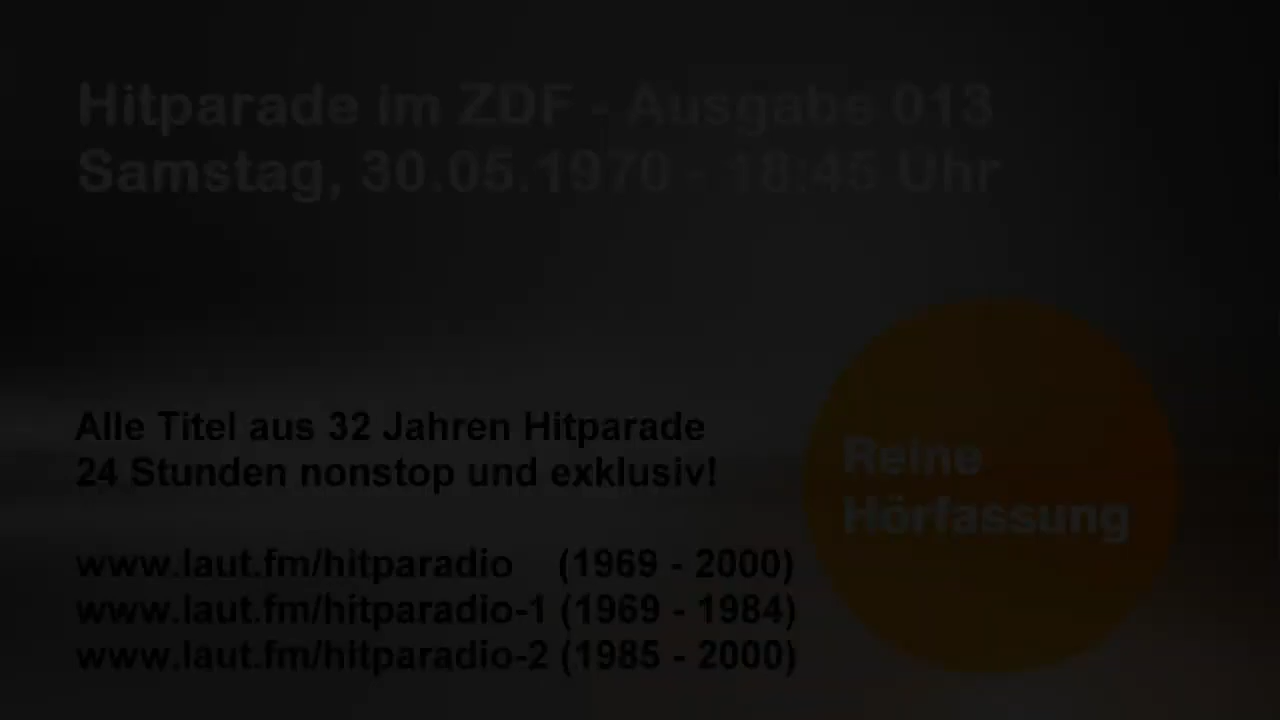 Hitparade im ZDF - Ausgabe 013
Samstag, 30.05.1970 - 18:45 Uhr
Alle Titel aus 32 Jahren Hitparade
24 Stunden nonstop und exklusiv!
Reine
Hörfassung
www.laut.fm/hitparadio (1969 - 2000)
www.laut.fm/hitparadio-1 (1969 - 1984)
www.laut.fm/hitparadio-2 (1985 - 2000)